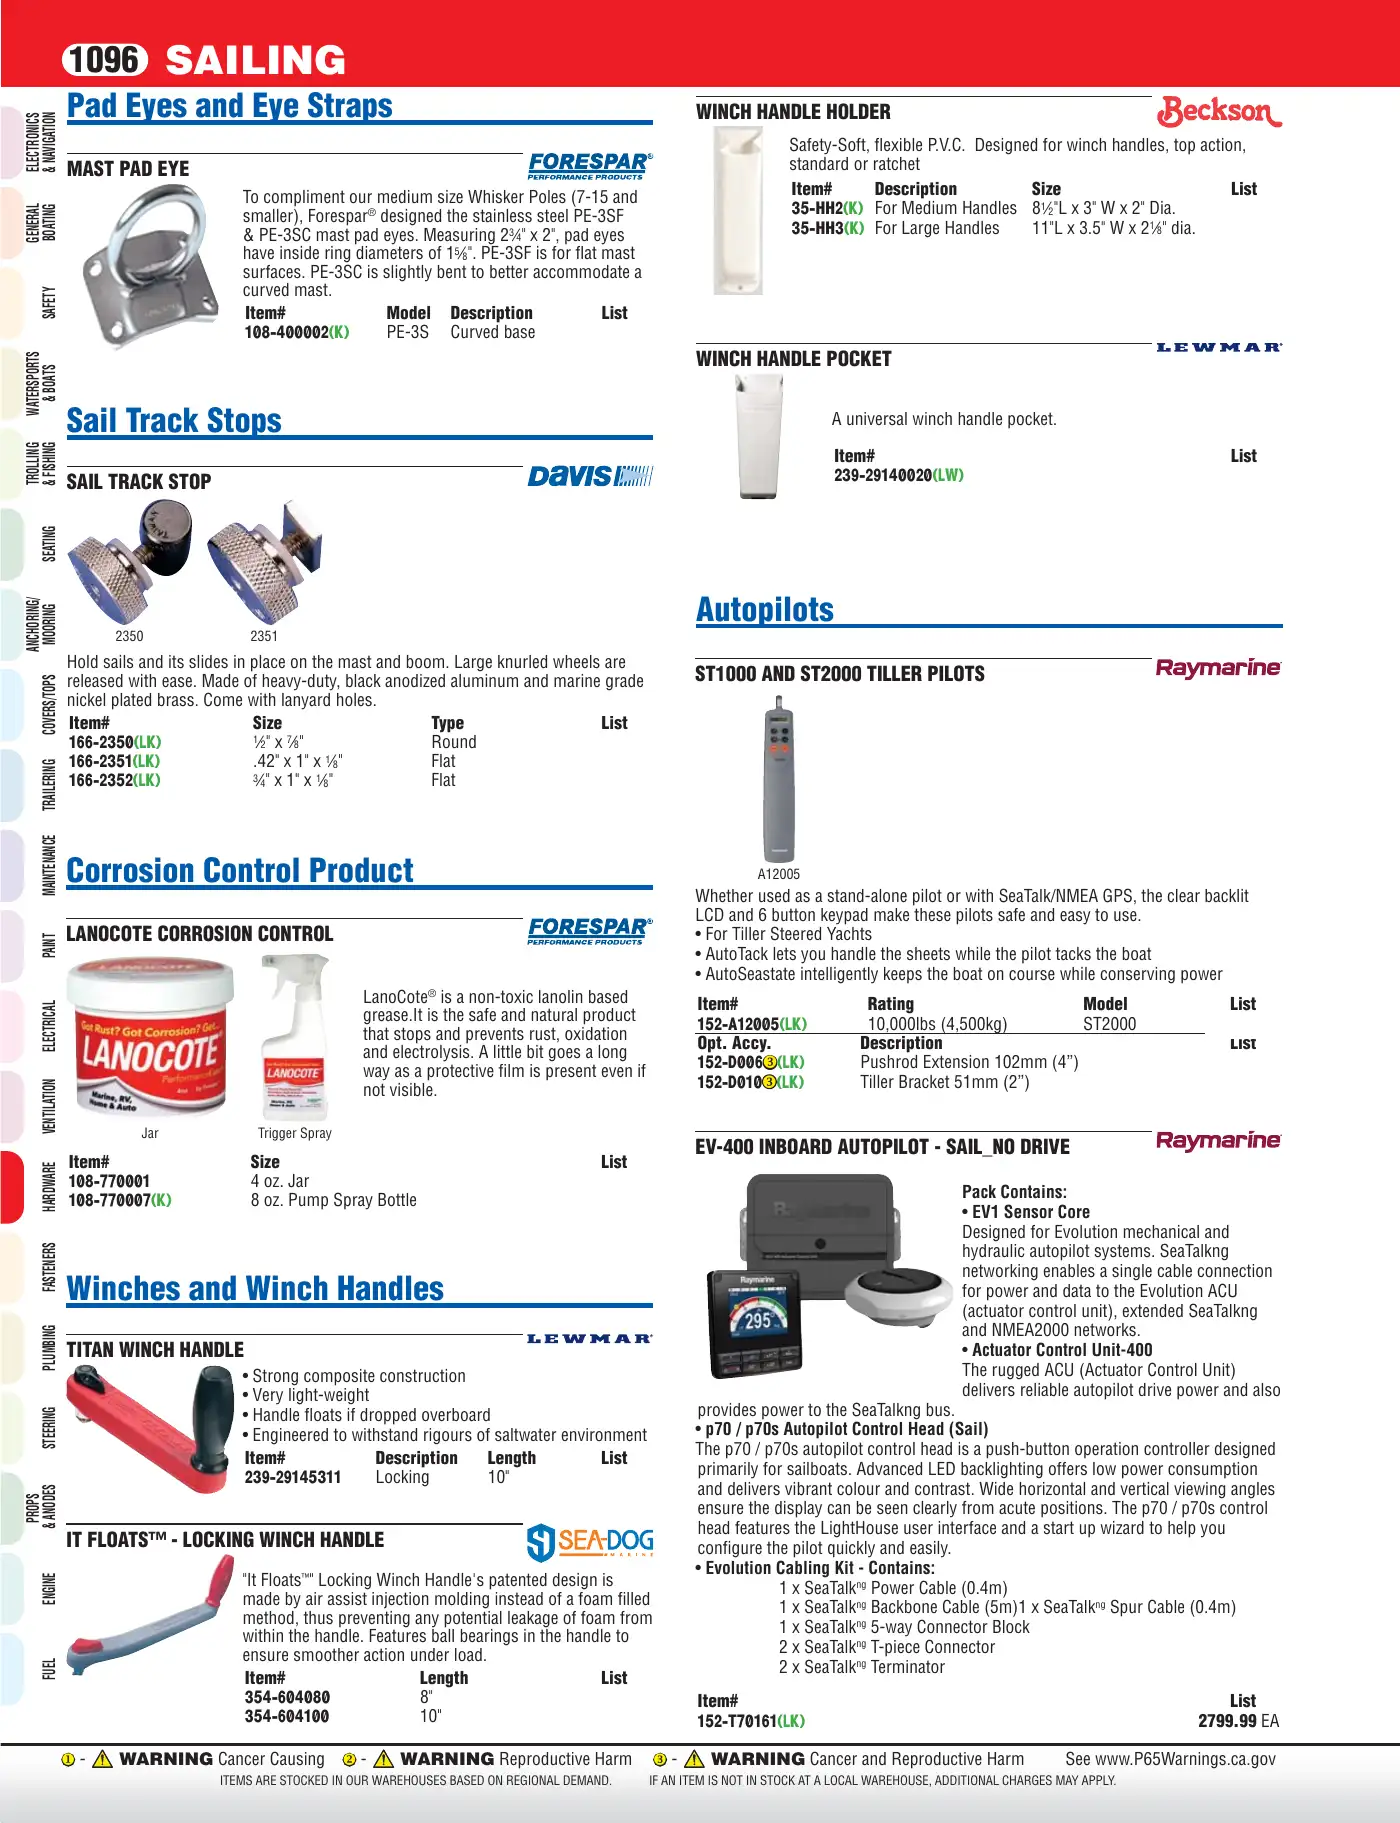 1096 SAILING
ELECTRONICS
& NAVIGATION
GENERAL
BOATING
SAFETY
WATERSPORTS
& BOATS
TROLLING
& FISHING
SEATING
ANCHORING/
MOORING
COVERS/TOPS
TRAILERING
MAINTENANCE
PAINT
ELECTRICAL
VENTILATION
HARDWARE
FASTENERS
PLUMBING
STEERING
PROPS
& ANODES
ENGINE
FUEL
Pad Eyes and Eye Straps
MAST PAD EYE
FORESPAR®
PERFORMANCE PRODUCTS
To compliment our medium size Whisker Poles (7-15 and
smaller), Forespar® designed the stainless steel PE-3SF
& PE-3SC mast pad eyes. Measuring 2¾" x 2", pad eyes
have inside ring diameters of 1⅝". PE-3SF is for flat mast
surfaces. PE-3SC is slightly bent to better accommodate a
curved mast.
Item# Model Description List
108-400002(K) PE-3S Curved base
Sail Track Stops
SAIL TRACK STOP
DAVIS
2350 2351
Hold sails and its slides in place on the mast and boom. Large knurled wheels are
released with ease. Made of heavy-duty, black anodized aluminum and marine grade
nickel plated brass. Come with lanyard holes.
Item# Size Type List
166-2350(LK) ½" x ⅞" Round
166-2351(LK) .42" x 1" x ⅛" Flat
166-2352(LK) ¾" x 1" x ⅛" Flat
Corrosion Control Product
LANOCOTE CORROSION CONTROL
FORESPAR®
PERFORMANCE PRODUCTS
LANOCOTE
Got Rust? Got Corrosion? Get...
LANOCOTE
Marine, RV,
Home & Auto
LANOCOTE
LanoCote® is a non-toxic lanolin based
grease.It is the safe and natural product
that stops and prevents rust, oxidation
and electrolysis. A little bit goes a long
way as a protective film is present even if
not visible.
Jar Trigger Spray
Item# Size List
108-770001 4 oz. Jar
108-770007(K) 8 oz. Pump Spray Bottle
Winches and Winch Handles
TITAN WINCH HANDLE
LEWMAR®
• Strong composite construction
• Very light-weight
• Handle floats if dropped overboard
• Engineered to withstand rigours of saltwater environment
Item# Description Length List
239-29145311 Locking 10"
IT FLOATS™ - LOCKING WINCH HANDLE
SEA-DOG
MARINE
"It Floats™" Locking Winch Handle's patented design is
made by air assist injection molding instead of a foam filled
method, thus preventing any potential leakage of foam from
within the handle. Features ball bearings in the handle to
ensure smoother action under load.
Item# Length List
354-604080 8"
354-604100 10"
WINCH HANDLE HOLDER
Beckson
Safety-Soft, flexible P.V.C. Designed for winch handles, top action,
standard or ratchet
Item# Description Size List
35-HH2(K) For Medium Handles 8½"L x 3" W x 2" Dia.
35-HH3(K) For Large Handles 11"L x 3.5" W x 2⅛" dia.
WINCH HANDLE POCKET
LEWMAR®
A universal winch handle pocket.
Item# List
239-29140020(LW)
Autopilots
ST1000 AND ST2000 TILLER PILOTS
Raymarine
A12005
Whether used as a stand-alone pilot or with SeaTalk/NMEA GPS, the clear backlit
LCD and 6 button keypad make these pilots safe and easy to use.
• For Tiller Steered Yachts
• AutoTack lets you handle the sheets while the pilot tacks the boat
• AutoSeastate intelligently keeps the boat on course while conserving power
Item# Rating Model List
152-A12005(LK) 10,000lbs (4,500kg) ST2000
Opt. Accy. Description List
152-D006③(LK) Pushrod Extension 102mm (4”)
152-D010③(LK) Tiller Bracket 51mm (2”)
EV-400 INBOARD AUTOPILOT - SAIL_NO DRIVE
Raymarine
Raymarine
Raymarine
295°
Pack Contains:
• EV1 Sensor Core
Designed for Evolution mechanical and
hydraulic autopilot systems. SeaTalkng
networking enables a single cable connection
for power and data to the Evolution ACU
(actuator control unit), extended SeaTalkng
and NMEA2000 networks.
• Actuator Control Unit-400
The rugged ACU (Actuator Control Unit)
delivers reliable autopilot drive power and also
provides power to the SeaTalkng bus.
• p70 / p70s Autopilot Control Head (Sail)
The p70 / p70s autopilot control head is a push-button operation controller designed
primarily for sailboats. Advanced LED backlighting offers low power consumption
and delivers vibrant colour and contrast. Wide horizontal and vertical viewing angles
ensure the display can be seen clearly from acute positions. The p70 / p70s control
head features the LightHouse user interface and a start up wizard to help you
configure the pilot quickly and easily.
• Evolution Cabling Kit - Contains:
1 x SeaTalkng Power Cable (0.4m)
1 x SeaTalkng Backbone Cable (5m)1 x SeaTalkng Spur Cable (0.4m)
1 x SeaTalkng 5-way Connector Block
2 x SeaTalkng T-piece Connector
2 x SeaTalkng Terminator
Item# List
152-T70161(LK) 2799.99 EA
① - ⚠ WARNING Cancer Causing ② - ⚠ WARNING Reproductive Harm ③ - ⚠ WARNING Cancer and Reproductive Harm See www.P65Warnings.ca.gov
ITEMS ARE STOCKED IN OUR WAREHOUSES BASED ON REGIONAL DEMAND. IF AN ITEM IS NOT IN STOCK AT A LOCAL WAREHOUSE, ADDITIONAL CHARGES MAY APPLY.